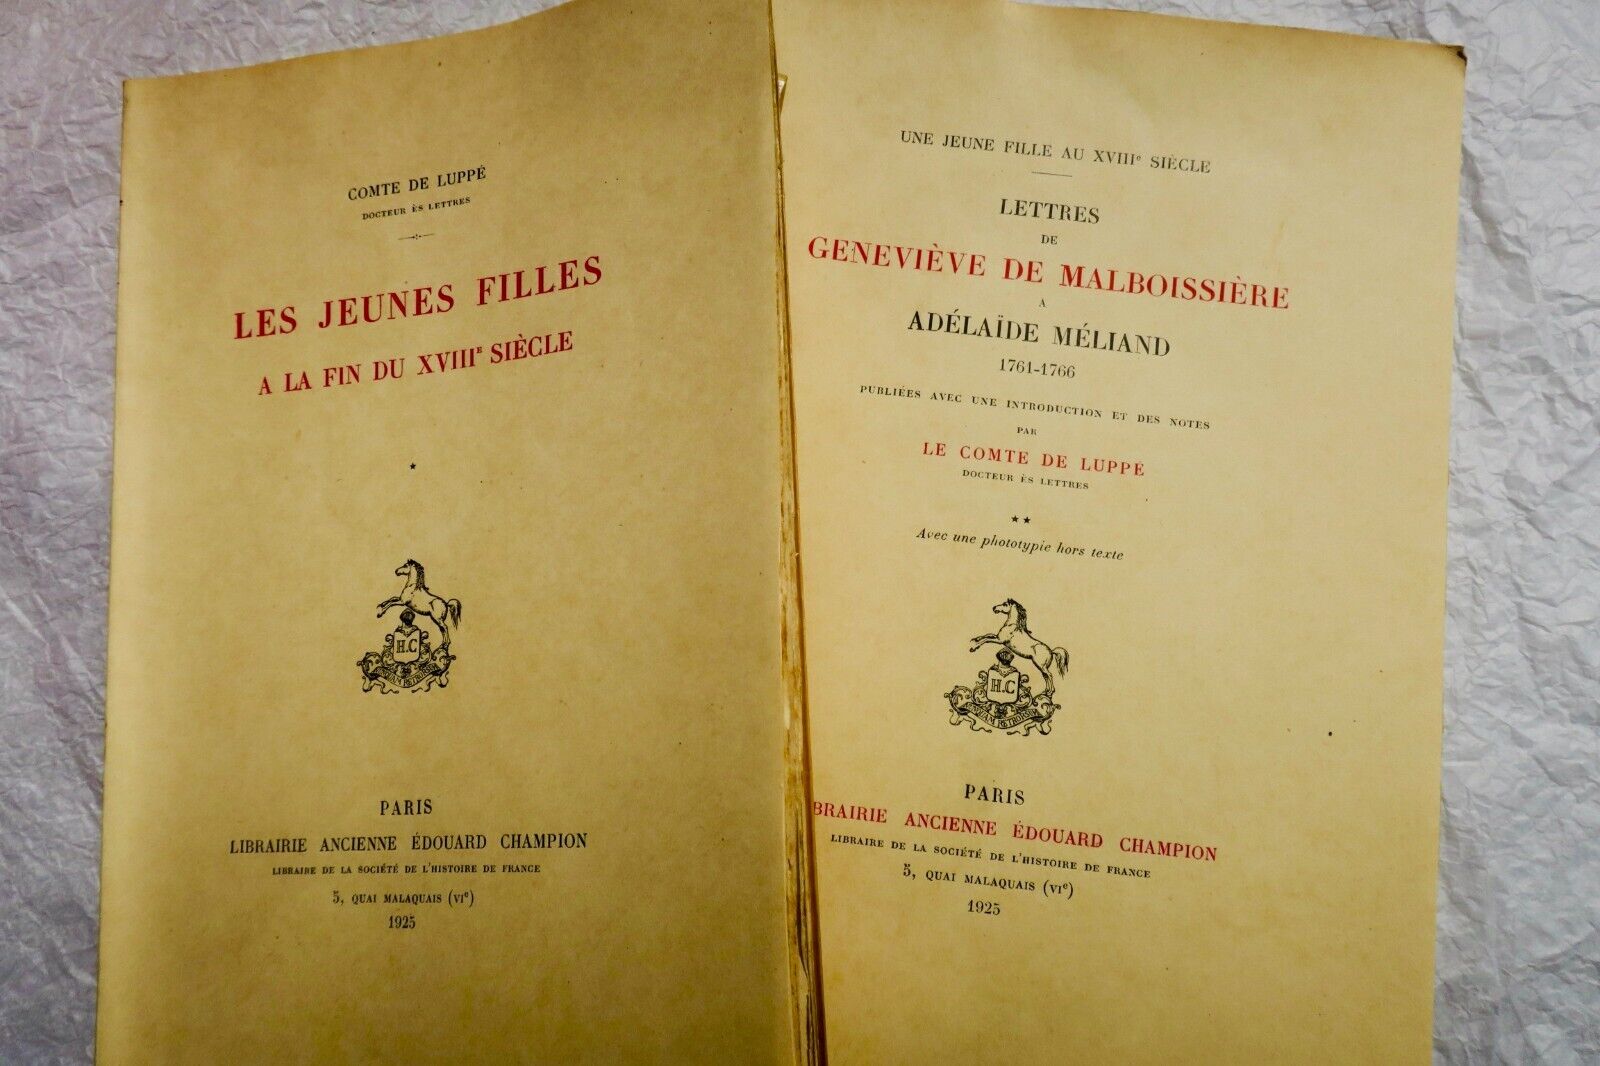 COMTE DE LUPPÉ
DOCTEUR ÈS LETTRES
LES JEUNES FILLES
A LA FIN DU XVIIIE SIÈCLE
*
H.C
PARIS
LIBRAIRIE ANCIENNE ÉDOUARD CHAMPION
LIBRAIRE DE LA SOCIÉTÉ DE L'HISTOIRE DE FRANCE
5, QUAI MALAQUAIS (VIe)
1925
UNE JEUNE FILLE AU XVIIIe SIÈCLE
LETTRES
DE
GENEVIÈVE DE MALBOISSIÈRE
A
ADÉLAÏDE MÉLIAND
1761-1766
PUBLIÉES AVEC UNE INTRODUCTION ET DES NOTES
PAR
LE COMTE DE LUPPÉ
DOCTEUR ÈS LETTRES
**
Avec une phototypie hors texte
H.C
PARIS
BRAIRIE ANCIENNE ÉDOUARD CHAMPION
LIBRAIRE DE LA SOCIÉTÉ DE L'HISTOIRE DE FRANCE
5, QUAI MALAQUAIS (VIe)
1925